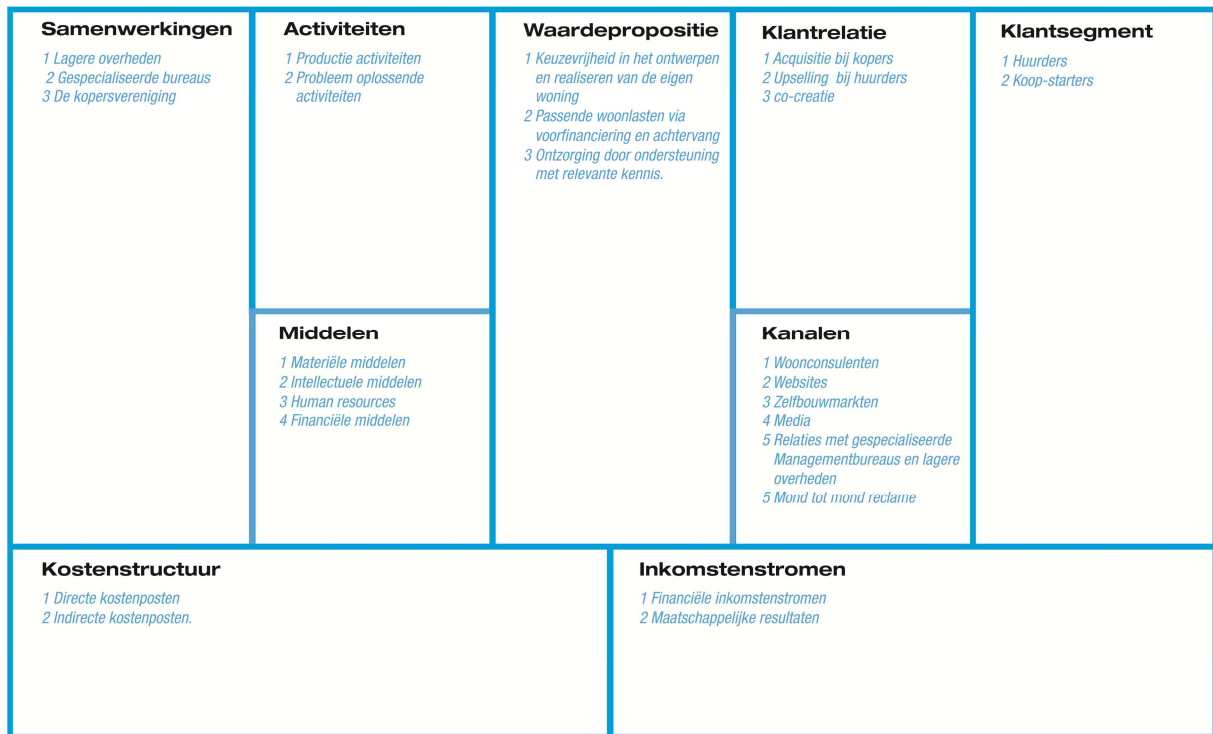 Samenwerkingen
1 Lagere overheden
2 Gespecialiseerde bureaus
3 De kopersvereniging
Activiteiten
1 Productie activiteiten
2 Probleem oplossende
activiteiten
Middelen
1 Materiële middelen
2 Intellectuele middelen
3 Human resources
4 Financiële middelen
Waardepropositie
1 Keuzevrijheid in het ontwerpen
en realiseren van de eigen
woning
2 Passende woonlasten via
voorfinanciering en achtervang
3 Ontzorging door ondersteuning
met relevante kennis.
Klantrelatie
1 Acquisitie bij kopers
2 Upselling bij huurders
3 co-creatie
Kanalen
1 Woonconsulenten
2 Websites
3 Zelfbouwmarkten
4 Media
5 Relaties met gespecialiseerde
Managementbureaus en lagere
overheden
5 Mond tot mond reclame
Klantsegment
1 Huurders
2 Koop-starters
Kostenstructuur
1 Directe kostenposten
2 Indirecte kostenposten.
Inkomstenstromen
1 Financiële inkomstenstromen
2 Maatschappelijke resultaten